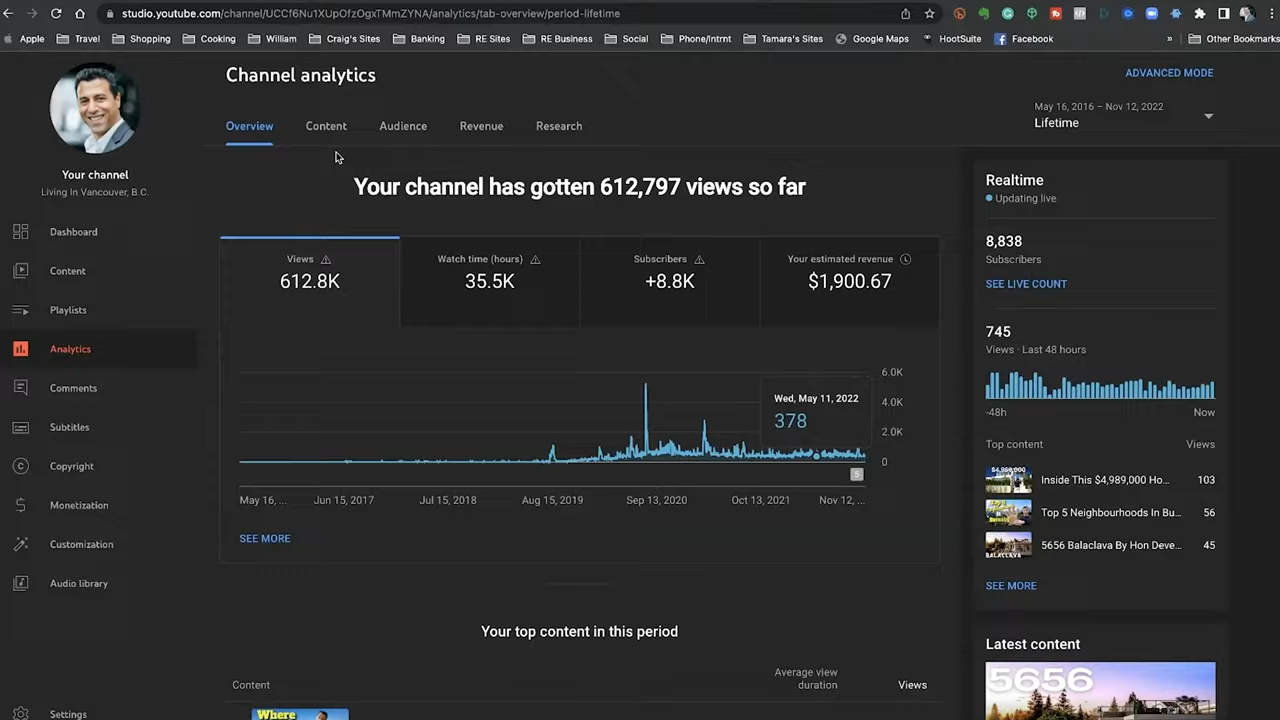 studio.youtube.com/channel/UCCf6Nu1XUpOfzOgxTMmZYNA/analytics/tab-overview/period-lifetime
Apple Travel Shopping Cooking William Craig's Sites Banking RE Sites RE Business Social Phone/Intrnt Tamara's Sites Google Maps HootSuite Facebook » Other Bookmarks
Channel analytics
ADVANCED MODE
Overview Content Audience Revenue Research
May 16, 2016 – Nov 12, 2022
Lifetime
Your channel
Living In Vancouver, B.C.
Dashboard
Content
Playlists
Analytics
Comments
Subtitles
Copyright
Monetization
Customization
Audio library
Settings
Your channel has gotten 612,797 views so far
Views
612.8K
Watch time (hours)
35.5K
Subscribers
+8.8K
Your estimated revenue
$1,900.67
6.0K
4.0K
2.0K
0
Wed, May 11, 2022
378
5
May 16, ... Jun 15, 2017 Jul 15, 2018 Aug 15, 2019 Sep 13, 2020 Oct 13, 2021 Nov 12, ...
SEE MORE
Your top content in this period
Content
Average view
duration
Views
Where
Realtime
Updating live
8,838
Subscribers
SEE LIVE COUNT
745
Views · Last 48 hours
-48h Now
Top content Views
Inside This $4,989,000 Ho... 103
Top 5 Neighbourhoods In Bu... 56
5656 Balaclava By Hon Deve... 45
SEE MORE
Latest content
5656